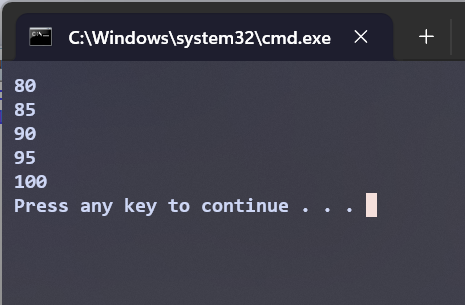 C:\Windows\system32\cmd.exe
80
85
90
95
100
Press any key to continue . . .